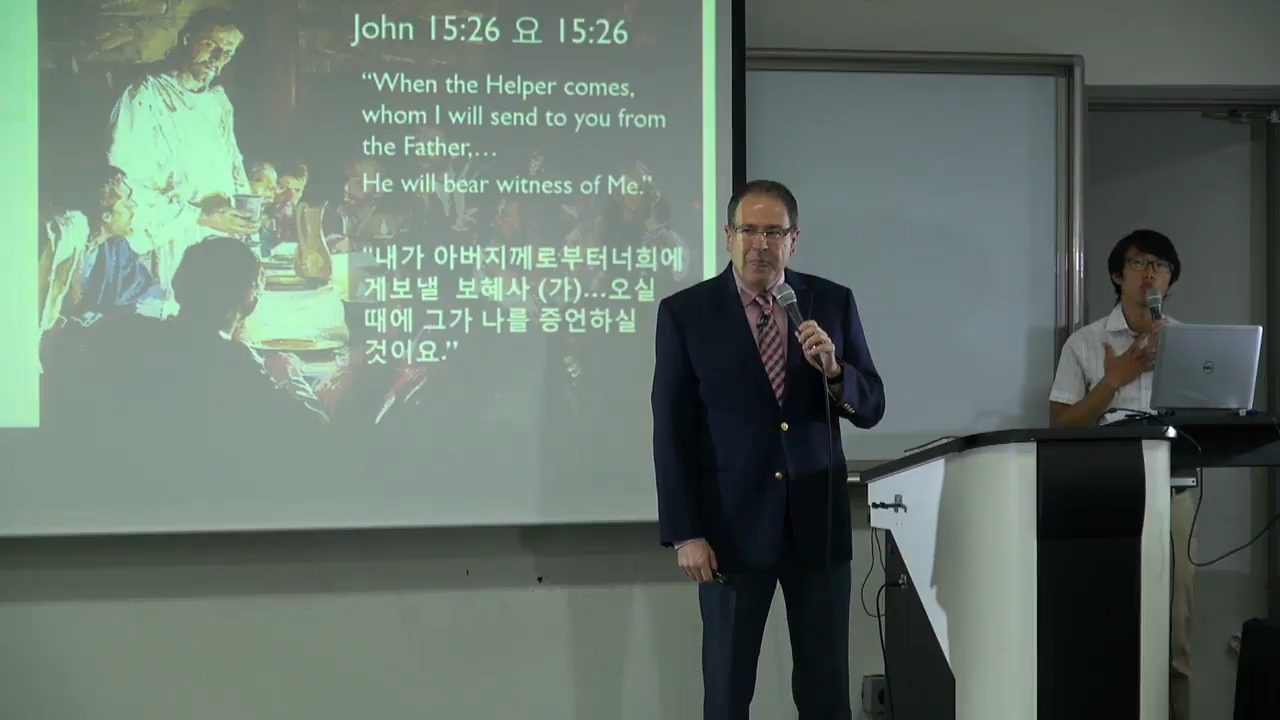 John 15:26 요 15:26
“When the Helper comes,
whom I will send to you from
the Father,…
He will bear witness of Me.”
“내가 아버지께로부터너희에
게보낼 보혜사 (가)...오실
때에 그가 나를 증언하실
것이요.”
DELL